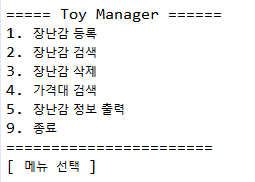 ===== Toy Manager ======
1. 장난감 등록
2. 장난감 검색
3. 장난감 삭제
4. 가격대 검색
5. 장난감 정보 출력
9. 종료
=======================
[ 메뉴 선택 ]